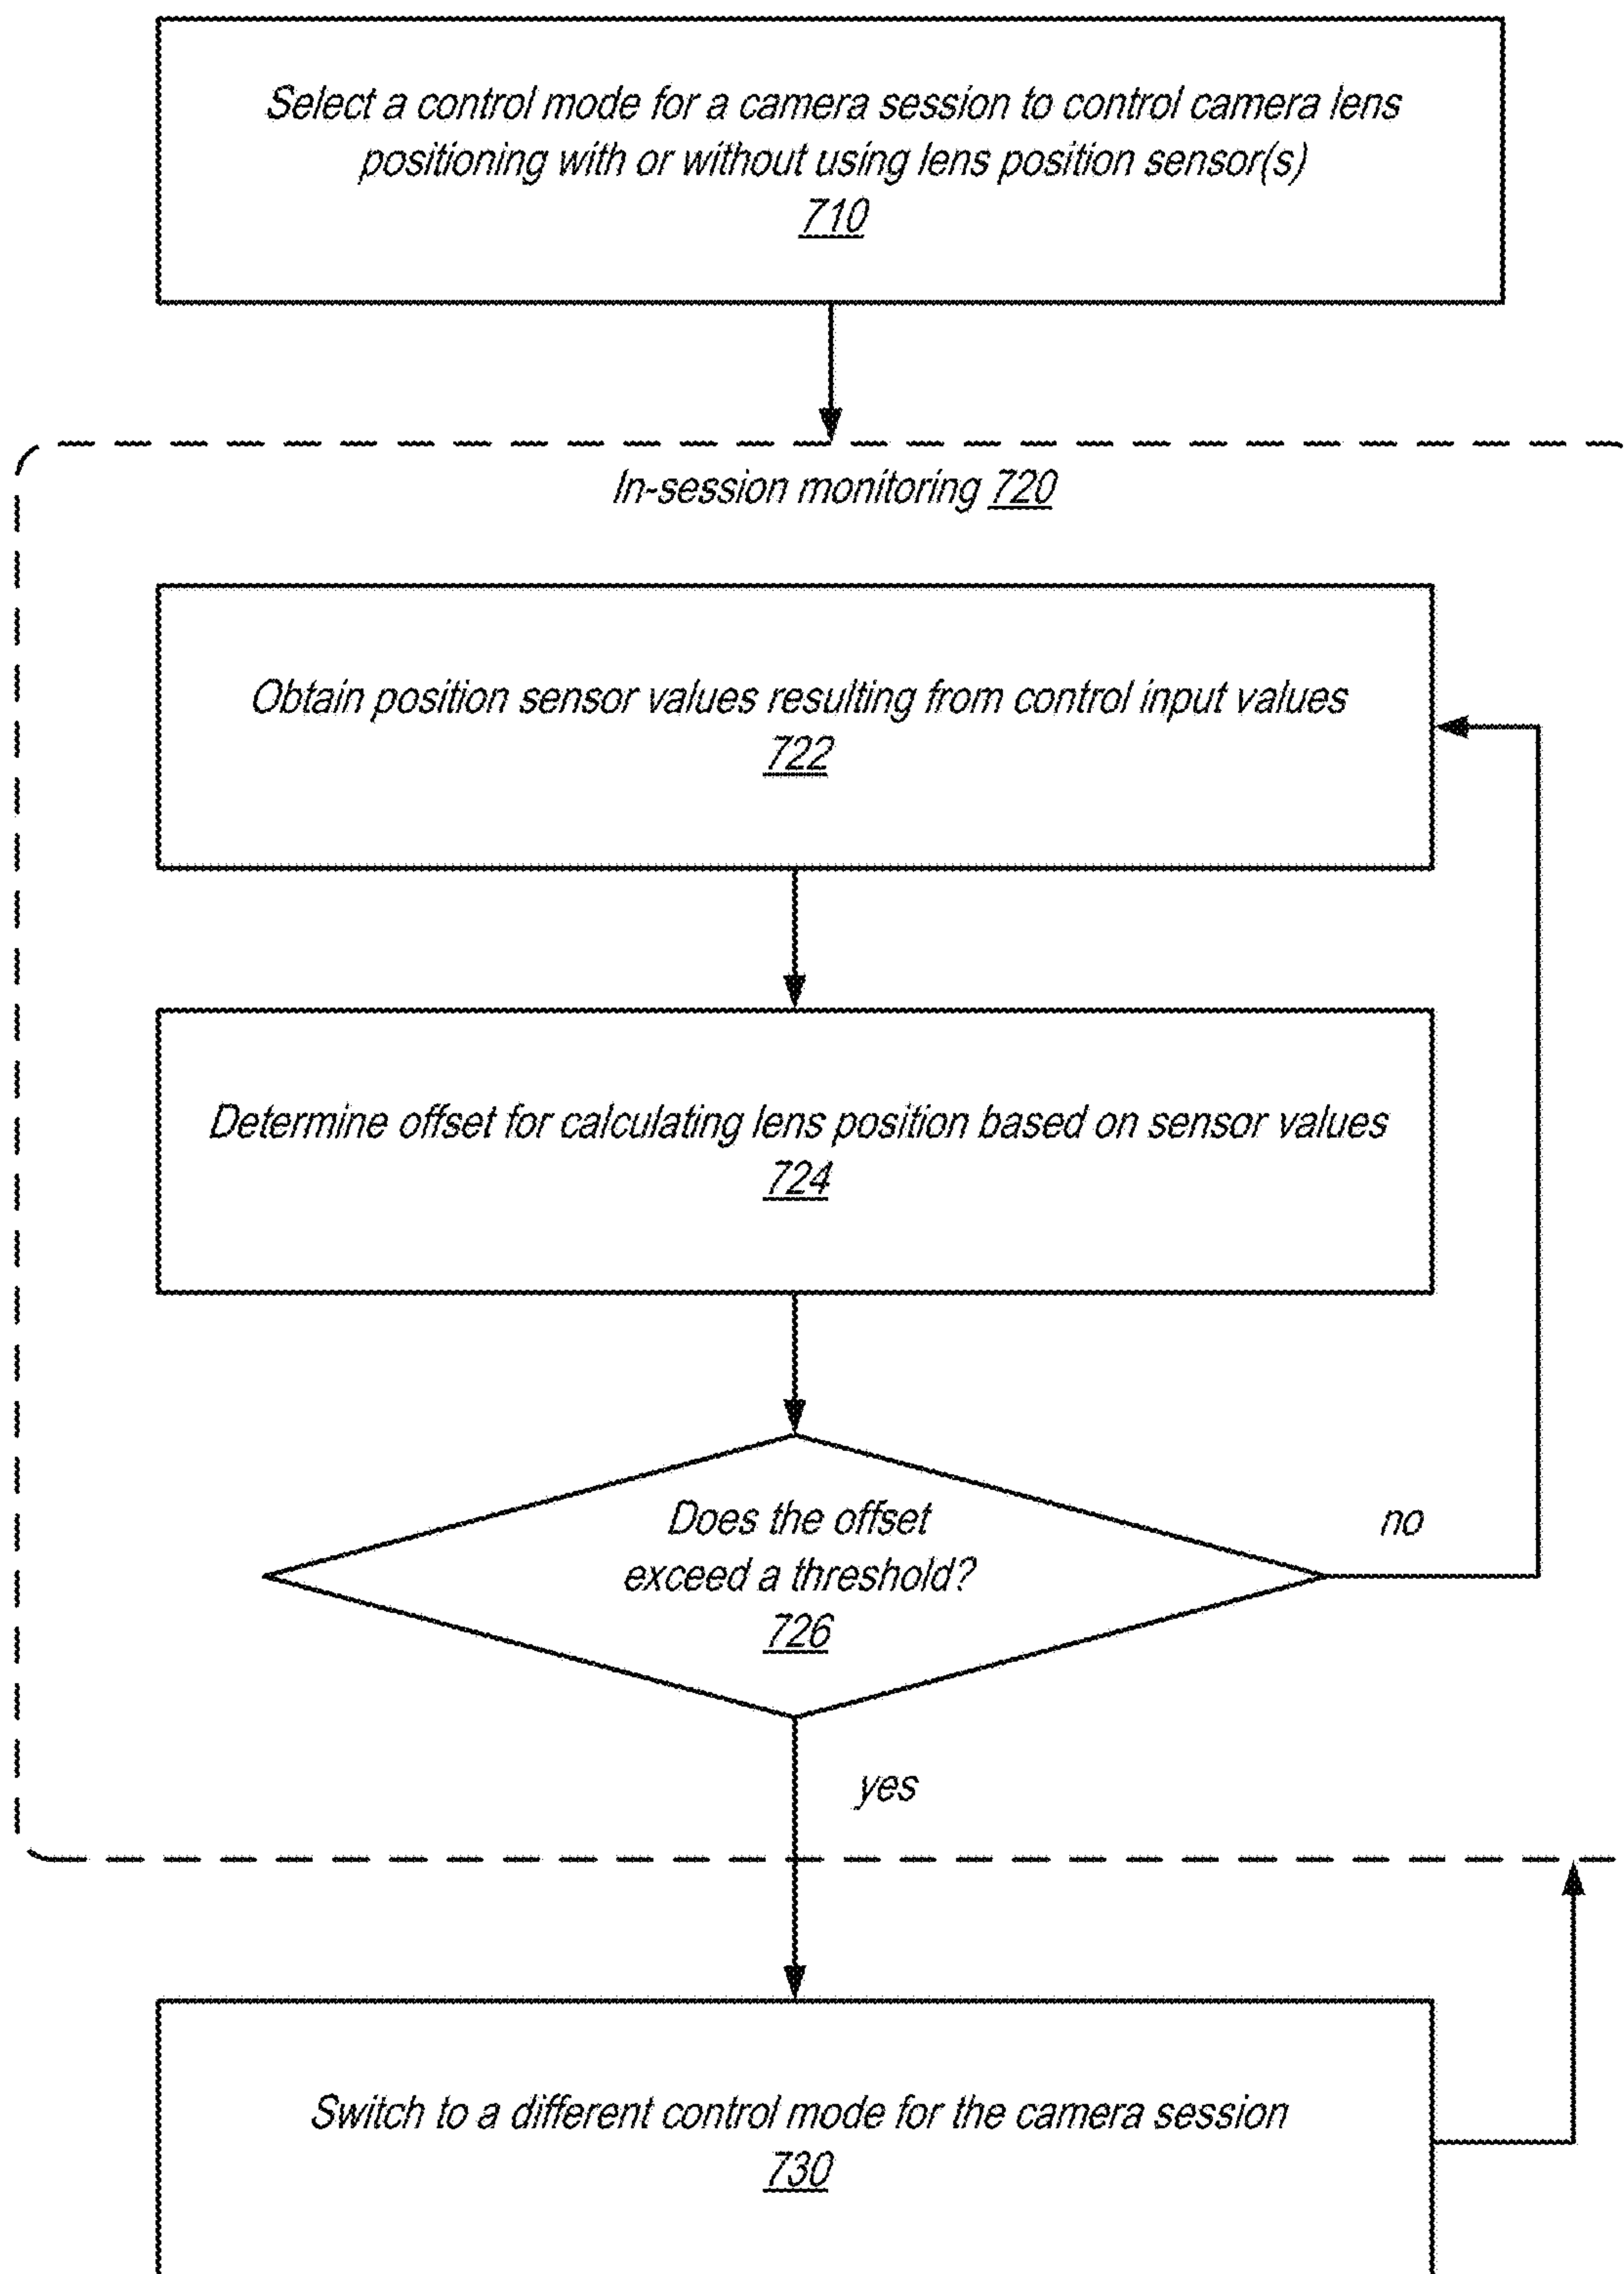 Select a control mode for a camera session to control camera lens
positioning with or without using lens position sensor(s)
710
In-session monitoring 720
Obtain position sensor values resulting from control input values
722
Determine offset for calculating lens position based on sensor values
724
Does the offset
exceed a threshold?
726
no
yes
Switch to a different control mode for the camera session
730